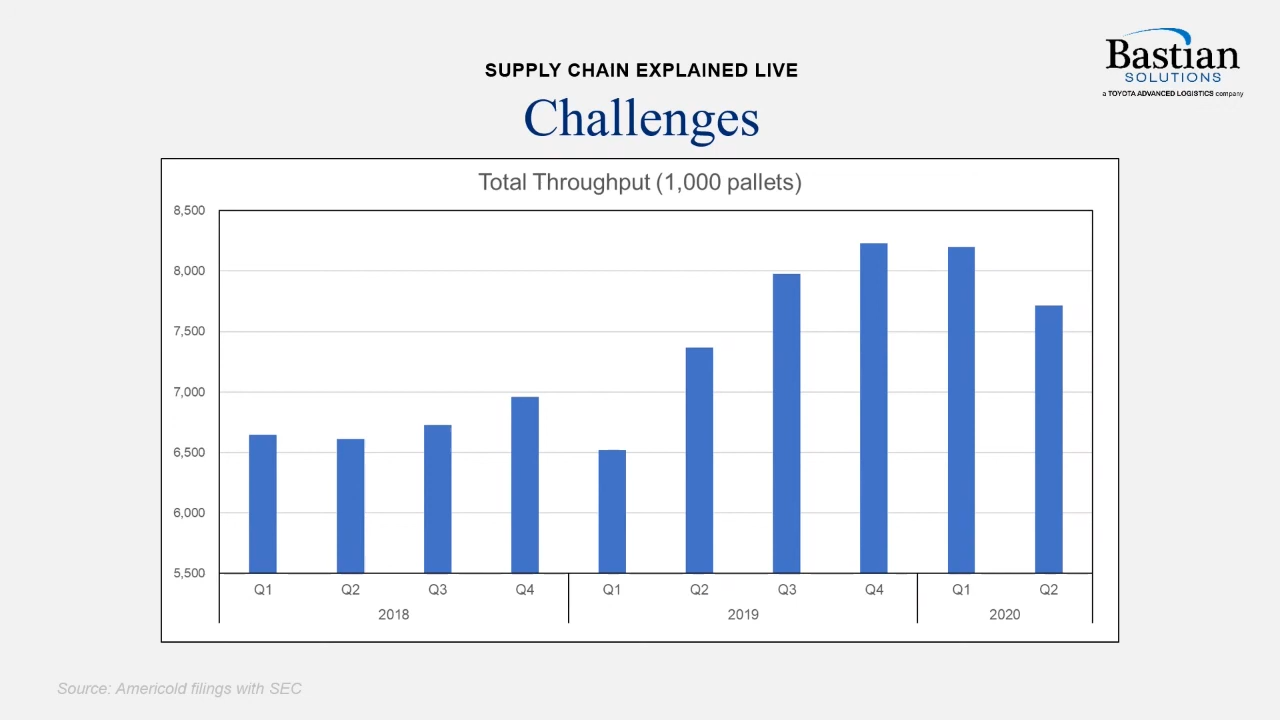 Bastian
SOLUTIONS
a TOYOTA ADVANCED LOGISTICS company
SUPPLY CHAIN EXPLAINED LIVE
Challenges
Total Throughput (1,000 pallets)
8,500
8,000
7,500
7,000
6,500
6,000
5,500
Q1 Q2 Q3 Q4 Q1 Q2 Q3 Q4 Q1 Q2
2018 2019 2020
Source: Americold filings with SEC